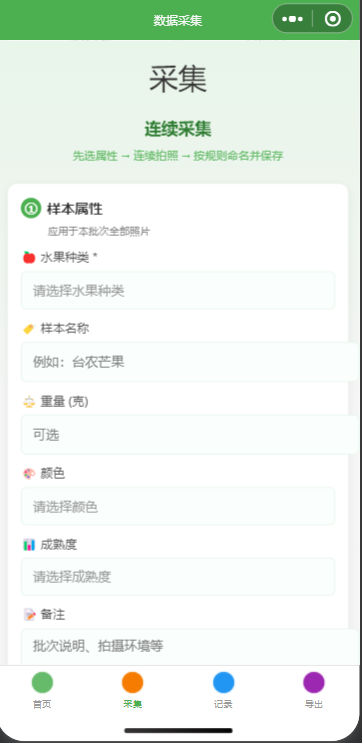 数据采集
采集
连续采集
先选属性 → 连续拍照 → 按规则命名并保存
① 样本属性
应用于本批次全部照片
水果种类 *
请选择水果种类
样本名称
例如：台农芒果
重量 (克)
可选
颜色
请选择颜色
成熟度
请选择成熟度
备注
批次说明、拍摄环境等
首页 采集 记录 导出